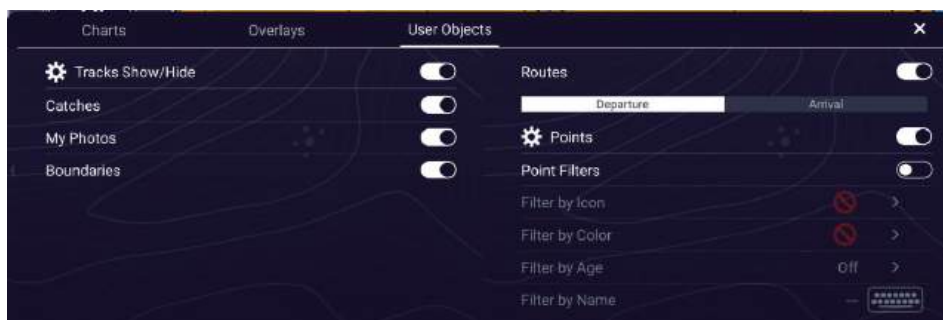 Charts
Overlays
User Objects
Tracks Show/Hide
Catches
My Photos
Boundaries
Routes
Departure
Arrival
Points
Point Filters
Filter by Icon
Filter by Color
Filter by Age
Off
Filter by Name
--